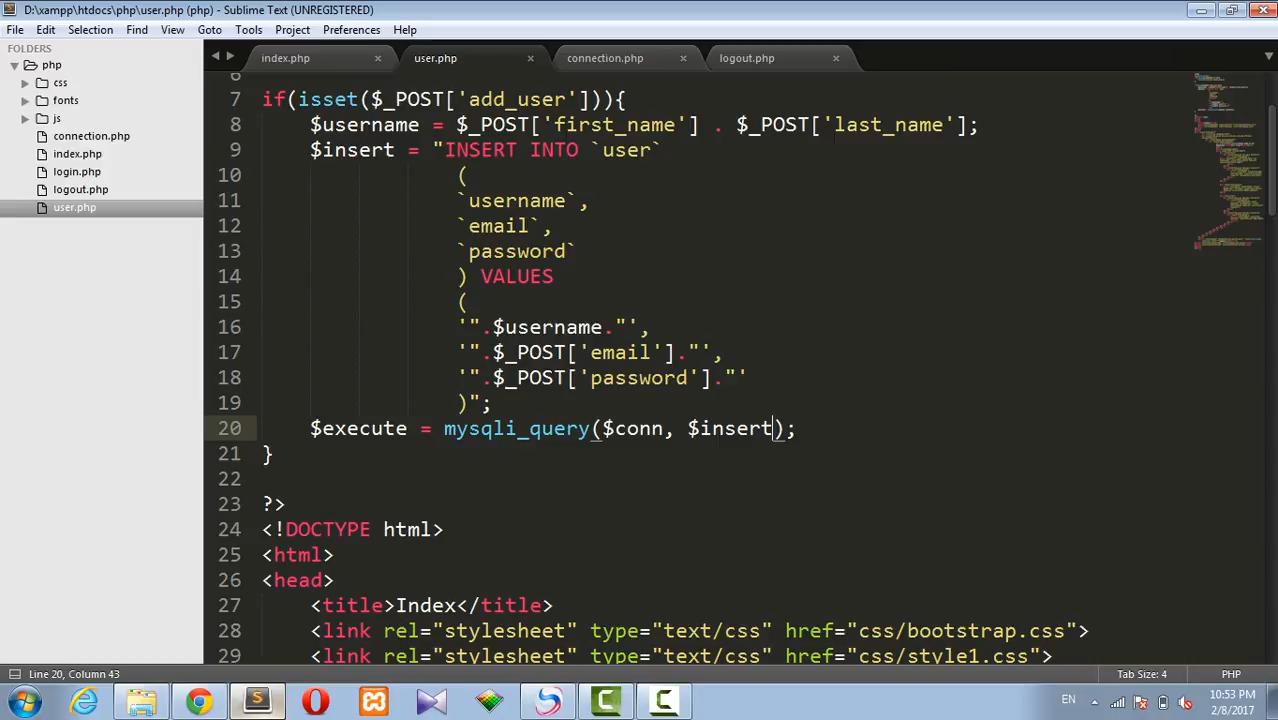 D:\xampp\htdocs\php\user.php (php) - Sublime Text (UNREGISTERED)
File Edit Selection Find View Goto Tools Project Preferences Help
FOLDERS
php
css
fonts
js
connection.php
index.php
login.php
logout.php
user.php
index.php × user.php × connection.php × logout.php ×
6
7 if(isset($_POST['add_user'])){
8 $username = $_POST['first_name'] . $_POST['last_name'];
9 $insert = "INSERT INTO `user`
10 (
11 `username`,
12 `email`,
13 `password`
14 ) VALUES
15 (
16 '".$username."',
17 '".$_POST['email']."',
18 '".$_POST['password']."'
19 )";
20 $execute = mysqli_query($conn, $insert);
21 }
22
23 ?>
24 <!DOCTYPE html>
25 <html>
26 <head>
27 <title>Index</title>
28 <link rel="stylesheet" type="text/css" href="css/bootstrap.css">
29 <link rel="stylesheet" type="text/css" href="css/style1.css">
Line 20, Column 43 Tab Size: 4 PHP
EN 10:53 PM
2/8/2017